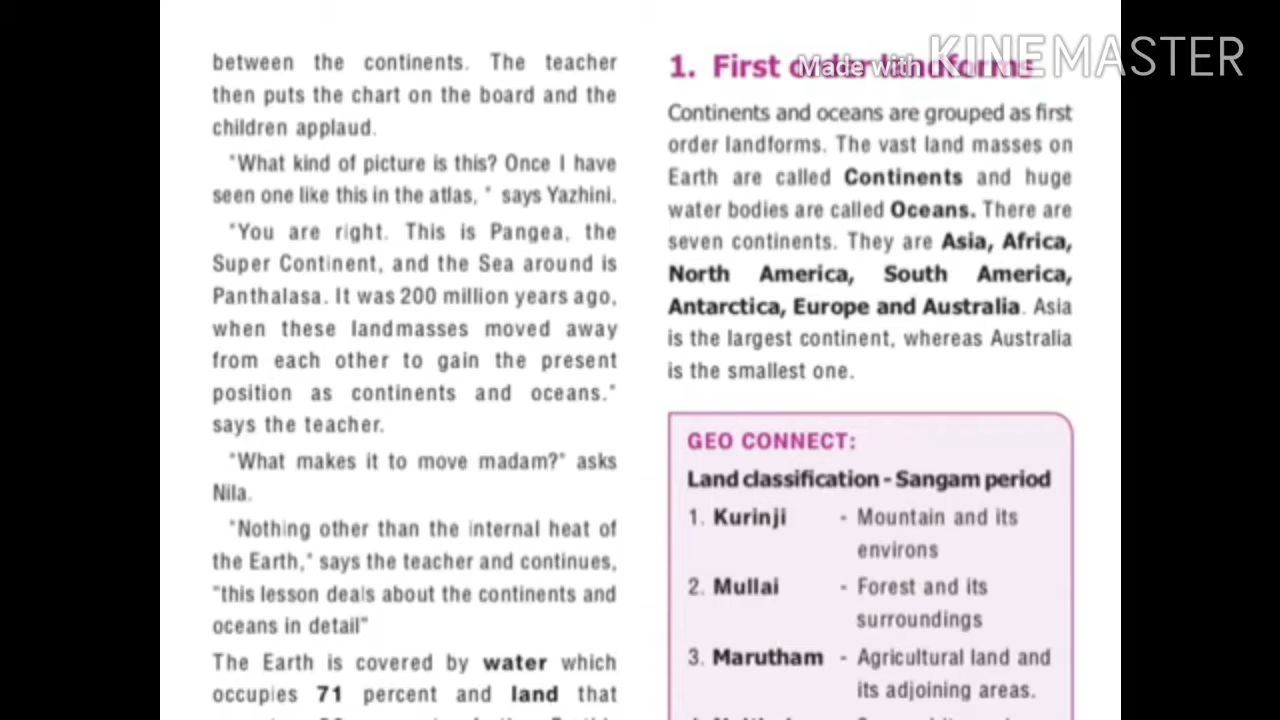 between the continents. The teacher
then puts the chart on the board and the
children applaud.
"What kind of picture is this? Once I have
seen one like this in the atlas, " says Yazhini.
"You are right. This is Pangea, the
Super Continent, and the Sea around is
Panthalasa. It was 200 million years ago,
when these landmasses moved away
from each other to gain the present
position as continents and oceans."
says the teacher.
"What makes it to move madam?" asks
Nila.
"Nothing other than the internal heat of
the Earth," says the teacher and continues,
"this lesson deals about the continents and
oceans in detail"
The Earth is covered by water which
occupies 71 percent and land that
1. First order landforms
Made with KINEMASTER
Continents and oceans are grouped as first
order landforms. The vast land masses on
Earth are called Continents and huge
water bodies are called Oceans. There are
seven continents. They are Asia, Africa,
North America, South America,
Antarctica, Europe and Australia. Asia
is the largest continent, whereas Australia
is the smallest one.
GEO CONNECT:
Land classification - Sangam period
1. Kurinji - Mountain and its
environs
2. Mullai - Forest and its
surroundings
3. Marutham - Agricultural land and
its adjoining areas.